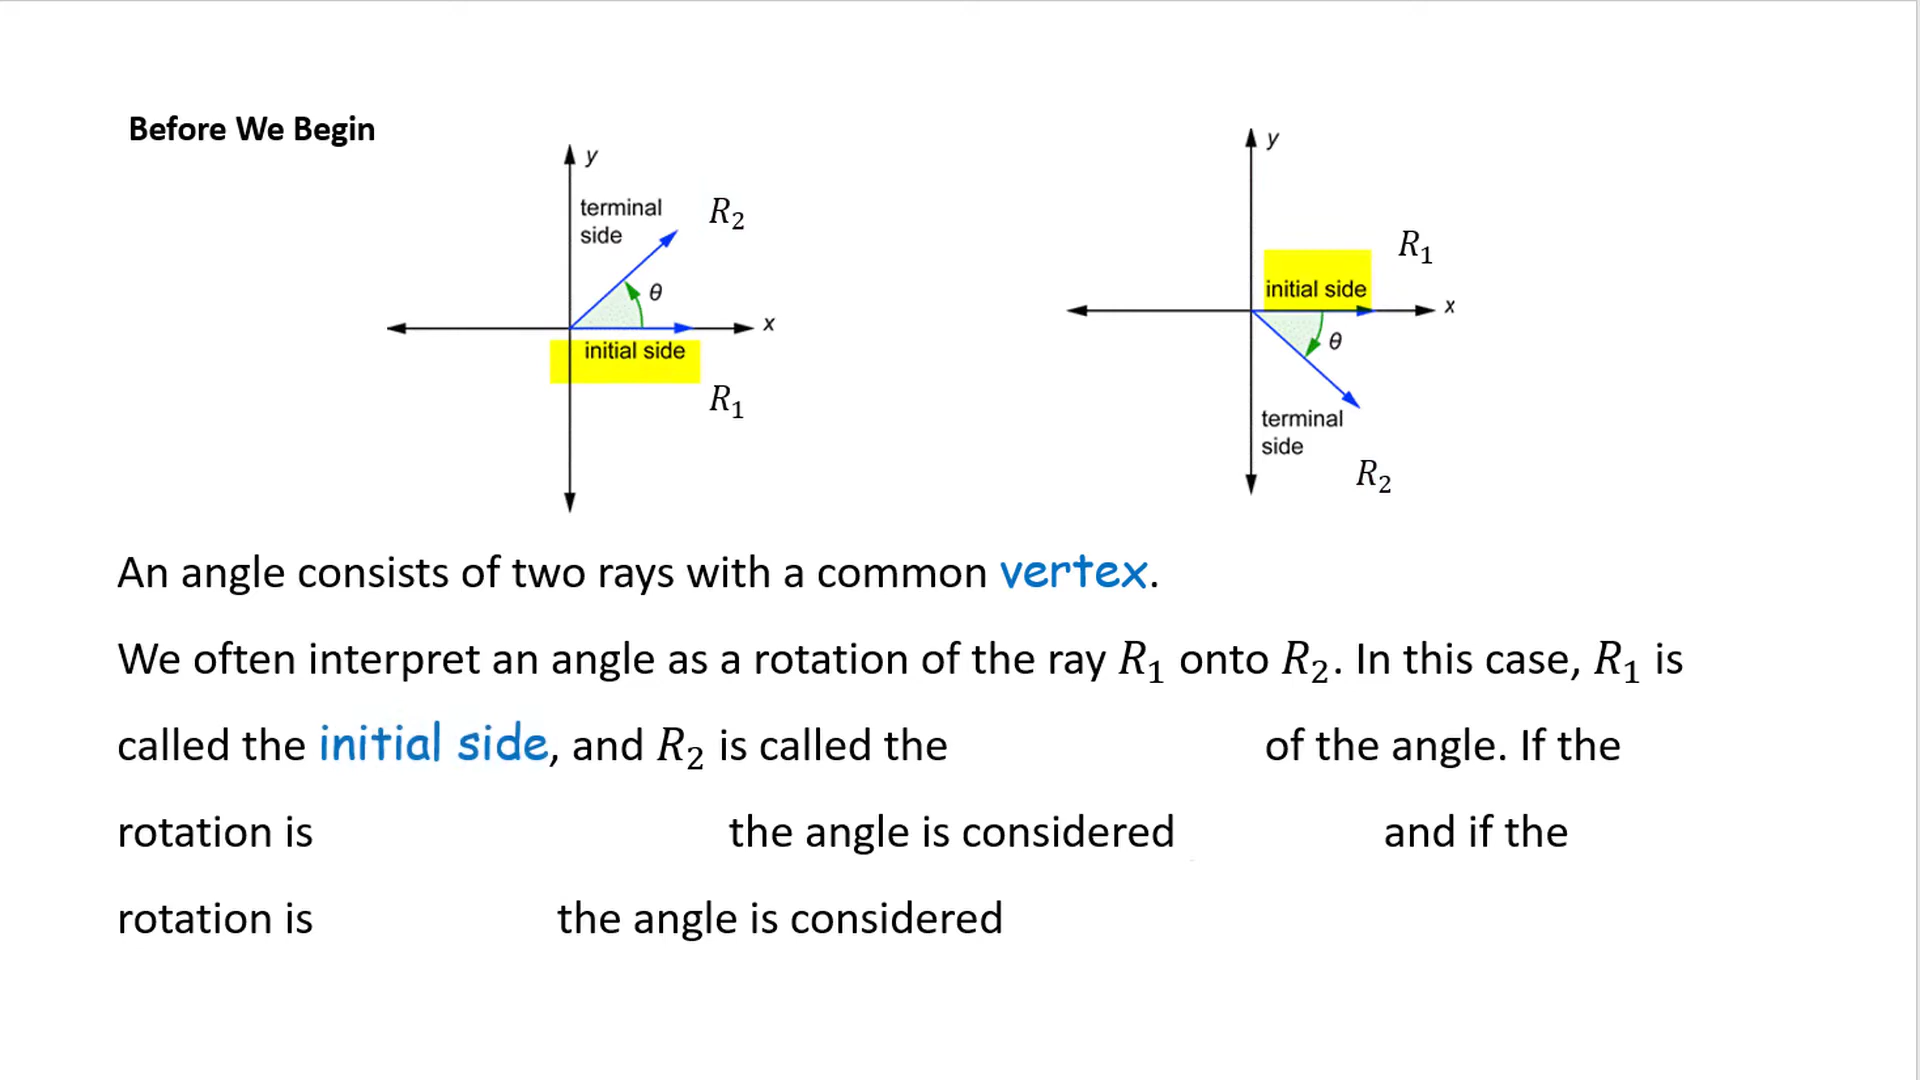 Before We Begin
y
terminal
side
R₂
θ
x
initial side
R₁
y
R₁
initial side
x
θ
terminal
side
R₂
An angle consists of two rays with a common vertex.
We often interpret an angle as a rotation of the ray R₁ onto R₂. In this case, R₁ is
called the initial side, and R₂ is called the of the angle. If the
rotation is the angle is considered and if the
rotation is the angle is considered